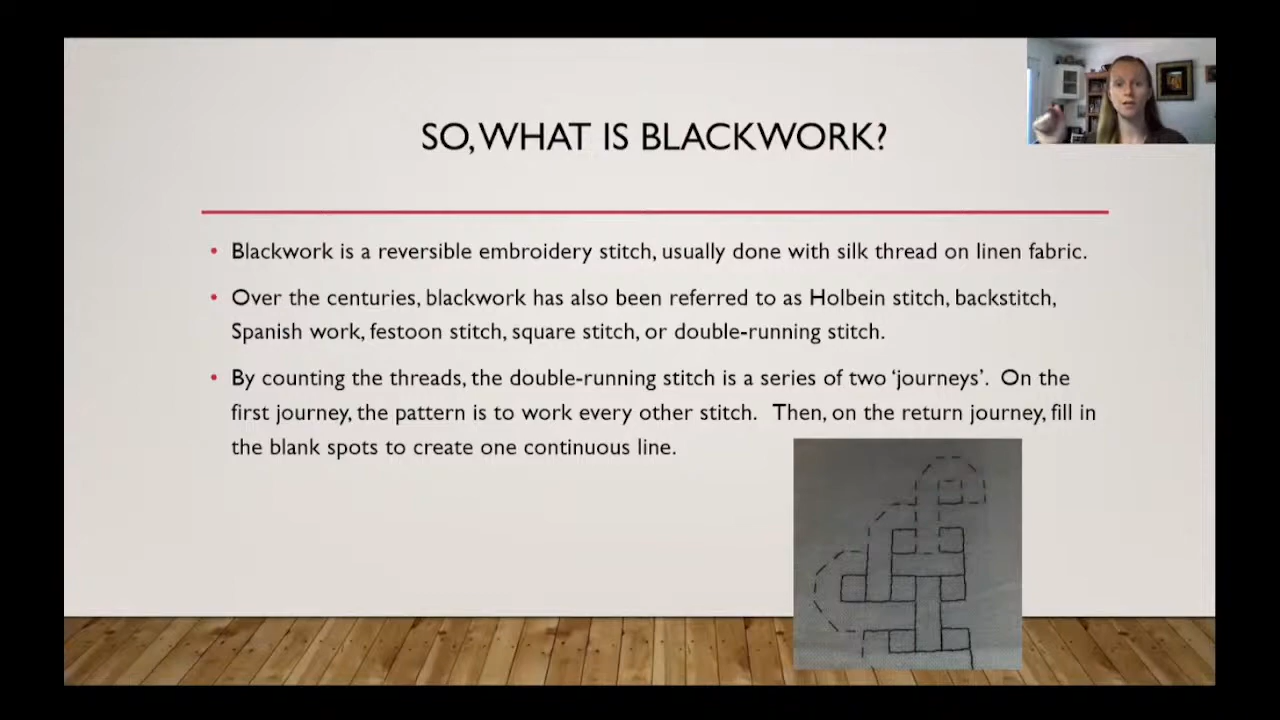 SO, WHAT IS BLACKWORK?
• Blackwork is a reversible embroidery stitch, usually done with silk thread on linen fabric.
• Over the centuries, blackwork has also been referred to as Holbein stitch, backstitch,
Spanish work, festoon stitch, square stitch, or double-running stitch.
• By counting the threads, the double-running stitch is a series of two ‘journeys’. On the
first journey, the pattern is to work every other stitch. Then, on the return journey, fill in
the blank spots to create one continuous line.